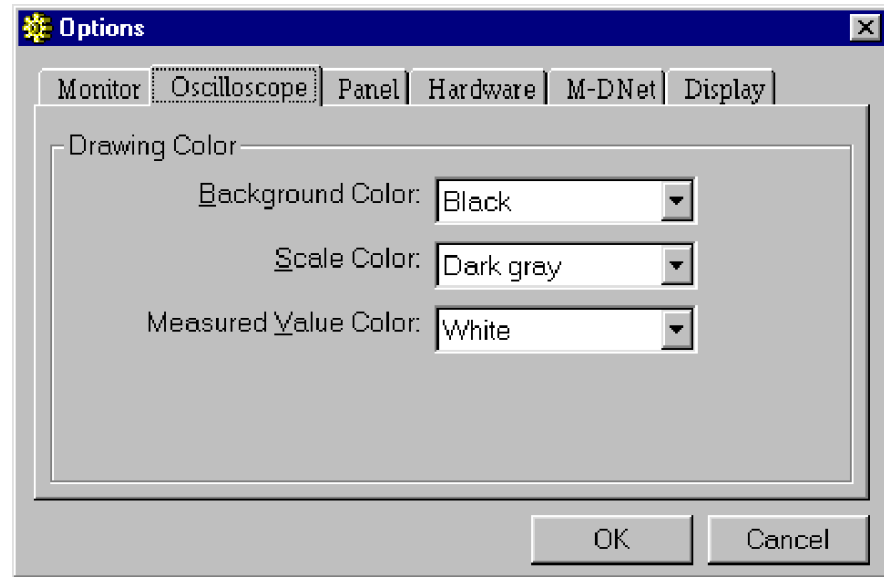 Options
Monitor Oscilloscope Panel Hardware M-DNet Display
Drawing Color
Background Color: Black
Scale Color: Dark gray
Measured Value Color: White
OK Cancel